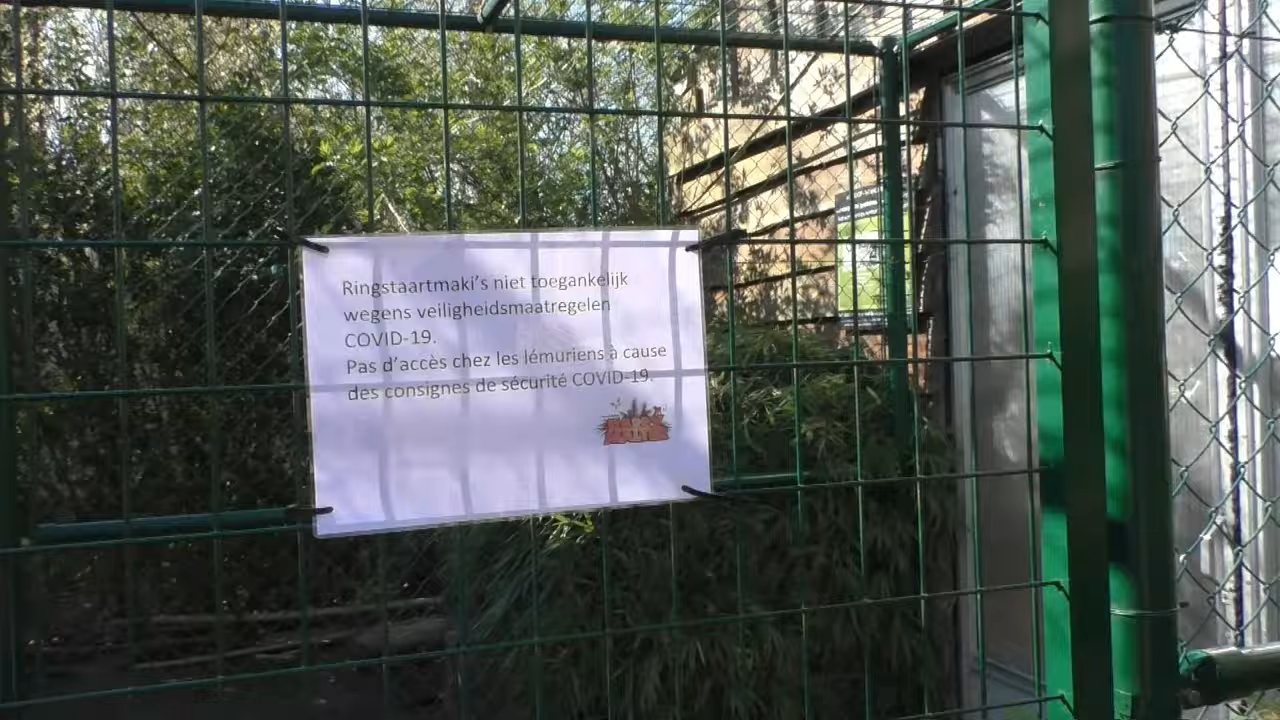 Ringstaartmaki's niet toegankelijk
wegens veiligheidsmaatregelen
COVID-19.
Pas d'accès chez les lémuriens à cause
des consignes de sécurité COVID-19.